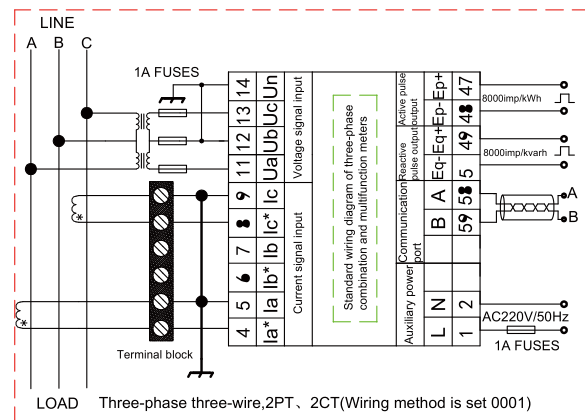 LINE
A B C
1A FUSES
14 Un
13 Uc
12 Ub
11 Ua
Voltage signal input
9 Ic
8 Ic*
7 Ib
6 Ib*
5 Ia
4 Ia*
Current signal input
Terminal block
Standard wiring diagram of three-phase
combination and multifunction meters
Active pulse
output
Ep+ 47
Ep- 48
8000imp/kWh
Reactive
pulse output
Eq+ 49
Eq- 5
8000imp/kvarh
Communication
port
A 58
B 59
A
B
Auxiliary power
N 2
L 1
AC220V/50Hz
1A FUSES
LOAD
Three-phase three-wire,2PT、2CT(Wiring method is set 0001)